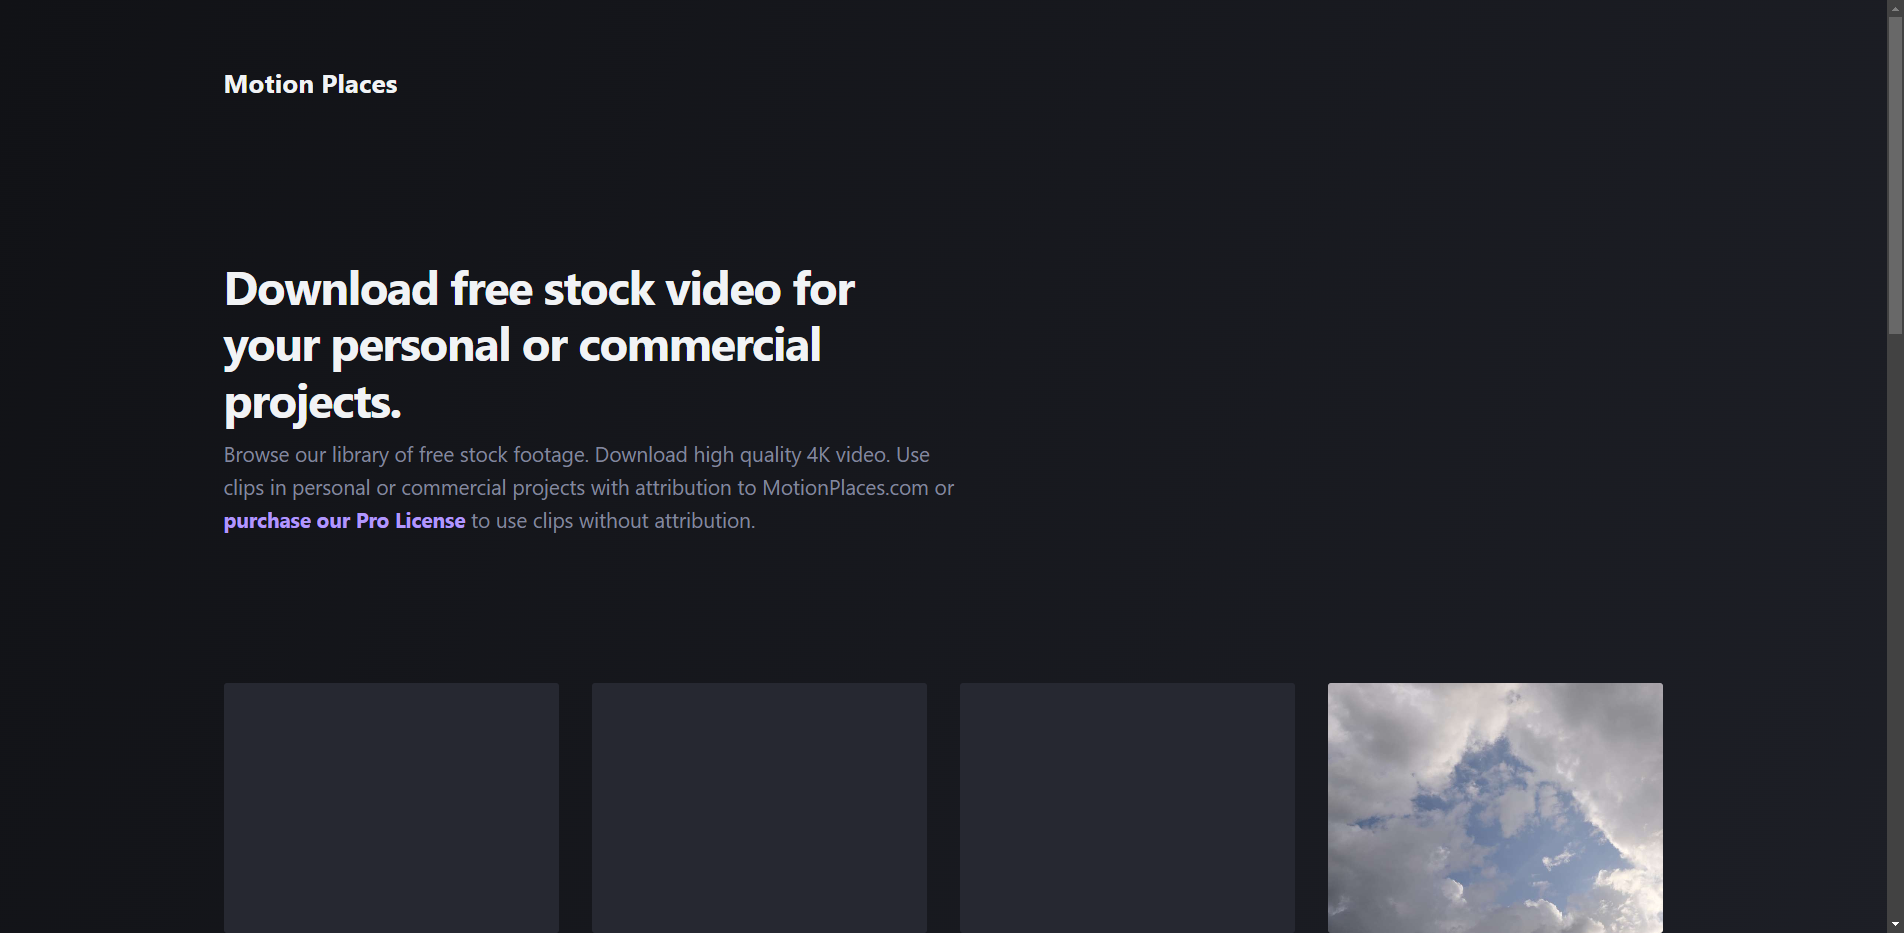 Motion Places
Download free stock video for
your personal or commercial
projects.
Browse our library of free stock footage. Download high quality 4K video. Use
clips in personal or commercial projects with attribution to MotionPlaces.com or
purchase our Pro License to use clips without attribution.